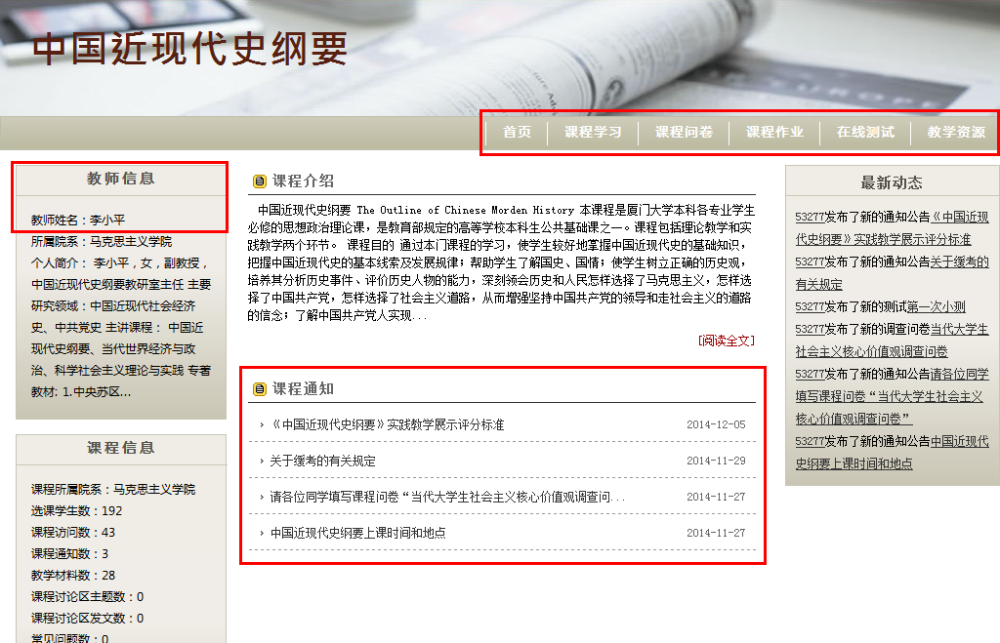 中国近现代史纲要
首页 课程学习 课程问卷 课程作业 在线测试 教学资源
教师信息
教师姓名：李小平
所属院系：马克思主义学院
个人简介： 李小平，女，副教授，
中国近现代史纲要教研室主任 主要
研究领域：中国近现代社会经济
史、中共党史 主讲课程： 中国近
现代史纲要、当代世界经济与政
治、科学社会主义理论与实践 专著
教材: 1.中央苏区...
课程信息
课程所属院系：马克思主义学院
选课学生数：192
课程访问数：43
课程通知数：3
教学材料数：28
课程讨论区主题数：0
课程讨论区发文数：0
常见问题数：0
课程介绍
中国近现代史纲要 The Outline of Chinese Morden History 本课程是厦门大学本科各专业学生
必修的思想政治理论课，是教育部规定的高等学校本科生公共基础课之一。课程包括理论教学和实
践教学两个环节。 课程目的 通过本门课程的学习，使学生较好地掌握中国近现代史的基础知识，
把握中国近现代史的基本线索及发展规律；帮助学生了解国史、国情；使学生树立正确的历史观，
培养其分析历史事件、评价历史人物的能力，深刻领会历史和人民怎样选择了马克思主义，怎样选
择了中国共产党，怎样选择了社会主义道路，从而增强坚持中国共产党的领导和走社会主义的道路
的信念；了解中国共产党人实现...
[阅读全文]
课程通知
《中国近现代史纲要》实践教学展示评分标准 2014-12-05
关于缓考的有关规定 2014-11-29
请各位同学填写课程问卷“当代大学生社会主义核心价值观调查问... 2014-11-27
中国近现代史纲要上课时间和地点 2014-11-27
最新动态
53277发布了新的通知公告《中国近现
代史纲要》实践教学展示评分标准
53277发布了新的通知公告关于缓考的
有关规定
53277发布了新的测试第一次小测
53277发布了新的调查问卷当代大学生
社会主义核心价值观调查问卷
53277发布了新的通知公告请各位同学
填写课程问卷“当代大学生社会主义
核心价值观调查问卷”
53277发布了新的通知公告中国近现代
史纲要上课时间和地点